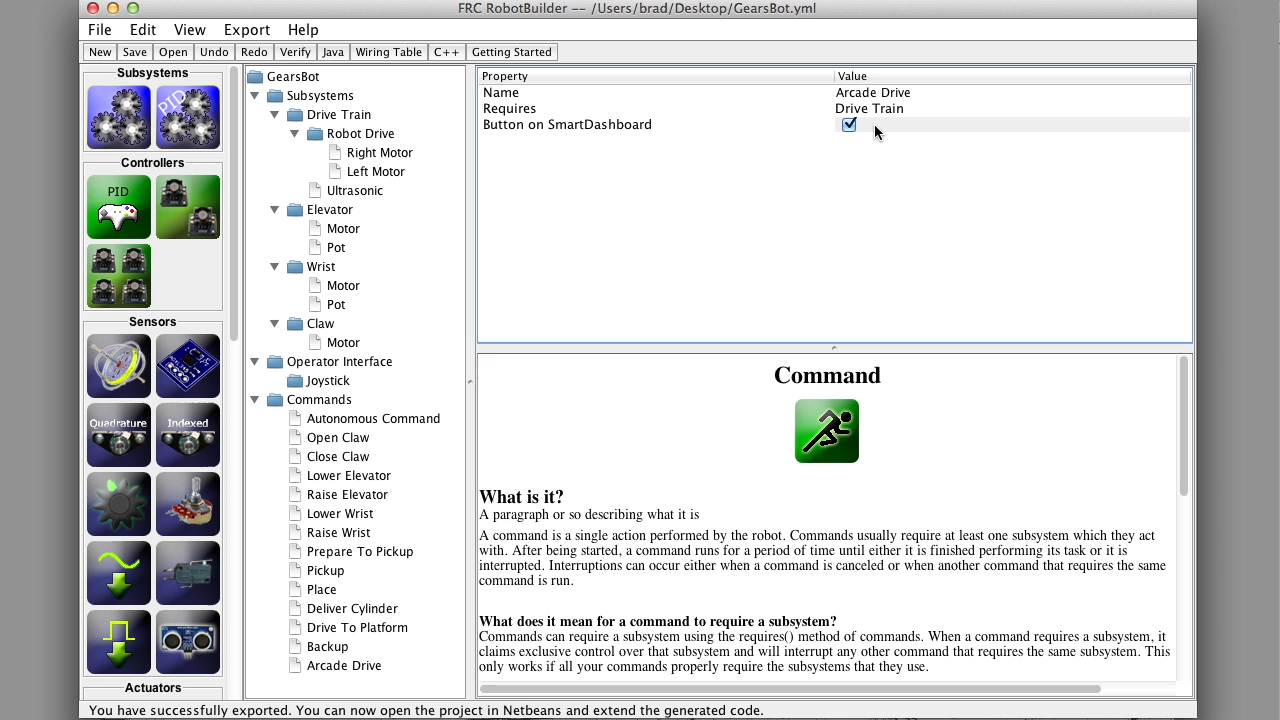 FRC RobotBuilder -- /Users/brad/Desktop/GearsBot.yml
File Edit View Export Help
New Save Open Undo Redo Verify Java Wiring Table C++ Getting Started
Subsystems
PID
Controllers
PID
Sensors
Quadrature Indexed
Actuators
GearsBot
Subsystems
Drive Train
Robot Drive
Right Motor
Left Motor
Ultrasonic
Elevator
Motor
Pot
Wrist
Motor
Pot
Claw
Motor
Operator Interface
Joystick
Commands
Autonomous Command
Open Claw
Close Claw
Lower Elevator
Raise Elevator
Lower Wrist
Raise Wrist
Prepare To Pickup
Pickup
Place
Deliver Cylinder
Drive To Platform
Backup
Arcade Drive
Property Value
Name Arcade Drive
Requires Drive Train
Button on SmartDashboard
Command
What is it?
A paragraph or so describing what it is
A command is a single action performed by the robot. Commands usually require at least one subsystem which they act
with. After being started, a command runs for a period of time until either it is finished performing its task or it is
interrupted. Interruptions can occur either when a command is canceled or when another command that requires the same
command is run.
What does it mean for a command to require a subsystem?
Commands can require a subsystem using the requires() method of commands. When a command requires a subsystem, it
claims exclusive control over that subsystem and will interrupt any other command that requires the same subsystem. This
only works if all your commands properly require the subsystems that they use.
You have successfully exported. You can now open the project in Netbeans and extend the generated code.